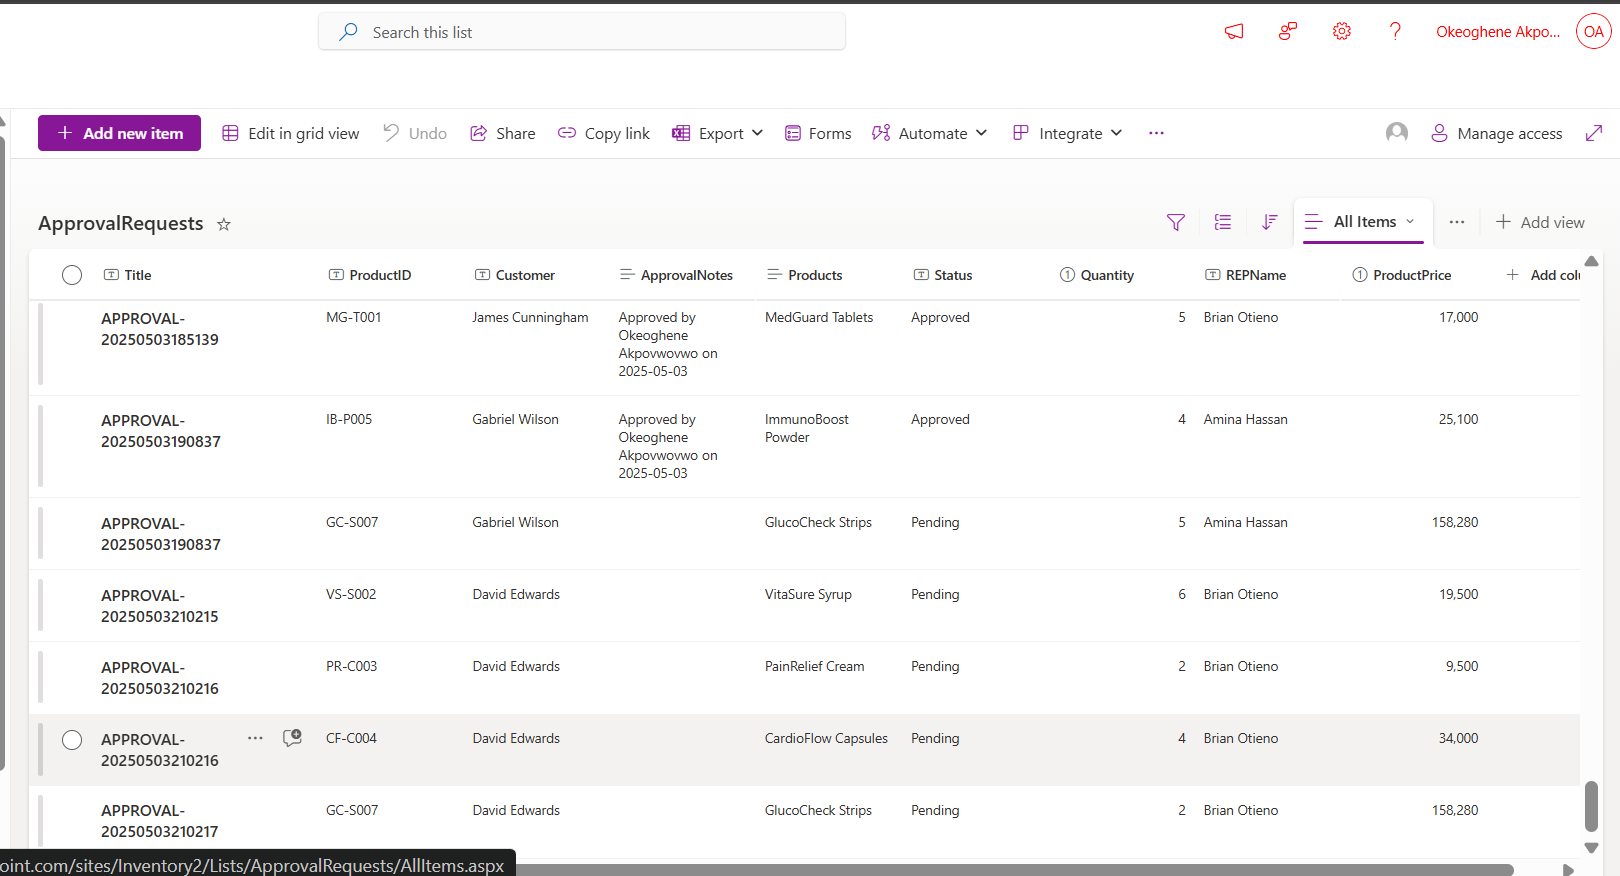 Search this list
Okeoghene Akpo...
OA
Add new item
Edit in grid view
Undo
Share
Copy link
Export
Forms
Automate
Integrate
Manage access
ApprovalRequests
All Items
Add view
Title ProductID Customer ApprovalNotes Products Status Quantity REPName ProductPrice Add colu
APPROVAL-
20250503185139
MG-T001
James Cunningham
Approved by
Okeoghene
Akpovwovwo on
2025-05-03
MedGuard Tablets
Approved
5
Brian Otieno
17,000
APPROVAL-
20250503190837
IB-P005
Gabriel Wilson
Approved by
Okeoghene
Akpovwovwo on
2025-05-03
ImmunoBoost
Powder
Approved
4
Amina Hassan
25,100
APPROVAL-
20250503190837
GC-S007
Gabriel Wilson
GlucoCheck Strips
Pending
5
Amina Hassan
158,280
APPROVAL-
20250503210215
VS-S002
David Edwards
VitaSure Syrup
Pending
6
Brian Otieno
19,500
APPROVAL-
20250503210216
PR-C003
David Edwards
PainRelief Cream
Pending
2
Brian Otieno
9,500
APPROVAL-
20250503210216
CF-C004
David Edwards
CardioFlow Capsules
Pending
4
Brian Otieno
34,000
APPROVAL-
20250503210217
GC-S007
David Edwards
GlucoCheck Strips
Pending
2
Brian Otieno
158,280
oint.com/sites/Inventory2/Lists/ApprovalRequests/AllItems.aspx